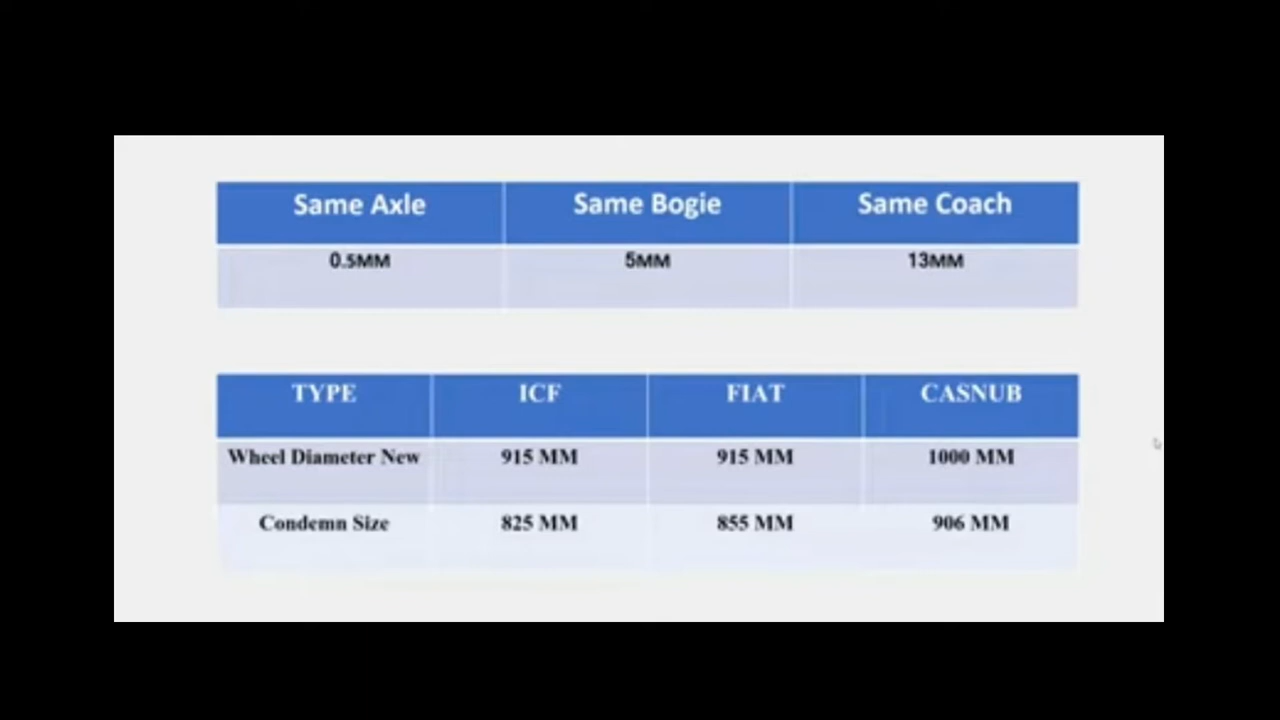 Same Axle Same Bogie Same Coach
0.5MM 5MM 13MM
TYPE ICF FIAT CASNUB
Wheel Diameter New 915 MM 915 MM 1000 MM
Condemn Size 825 MM 855 MM 906 MM